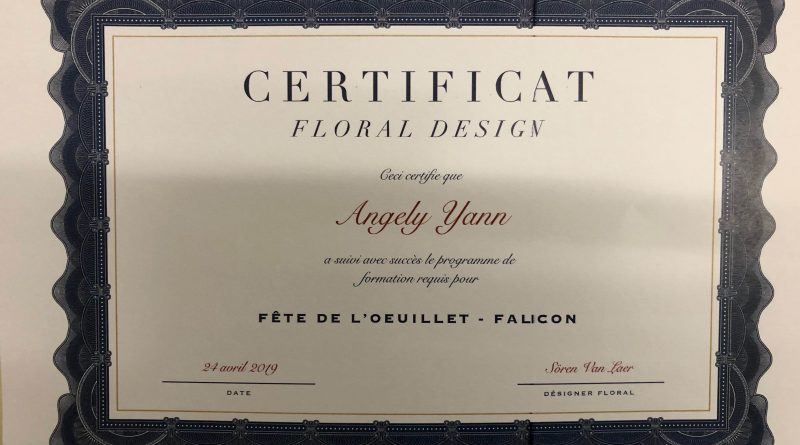 CERTIFICAT
FLORAL DESIGN
Ceci certifie que
Angely Yann
a suivi avec succès le programme de
formation requis pour
FÊTE DE L'OEUILLET - FALICON
24 avril 2019
Sören Van Laer
DATE
DÉSIGNER FLORAL